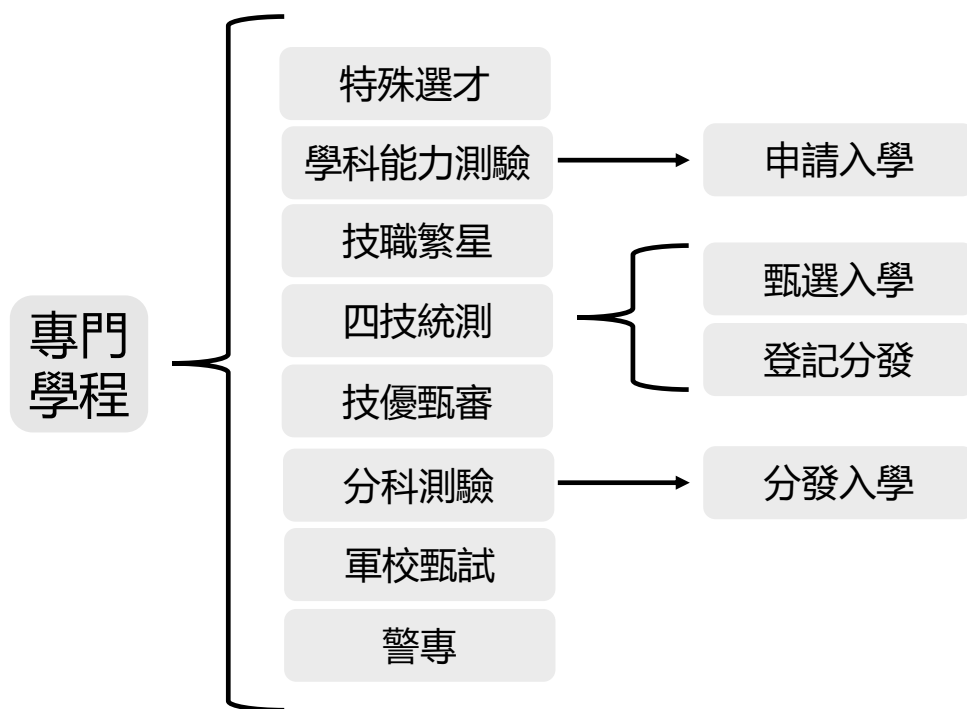 專門
學程
特殊選才
學科能力測驗
申請入學
技職繁星
四技統測
甄選入學
登記分發
技優甄審
分科測驗
分發入學
軍校甄試
警專